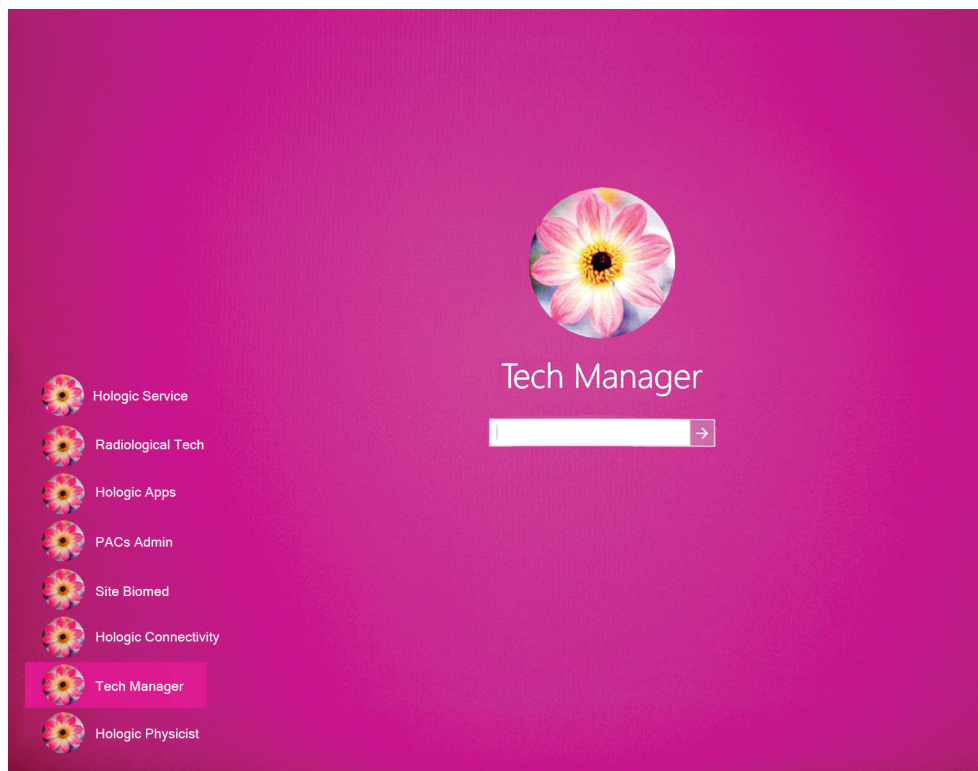 Tech Manager
Hologic Service
Radiological Tech
Hologic Apps
PACs Admin
Site Biomed
Hologic Connectivity
Tech Manager
Hologic Physicist